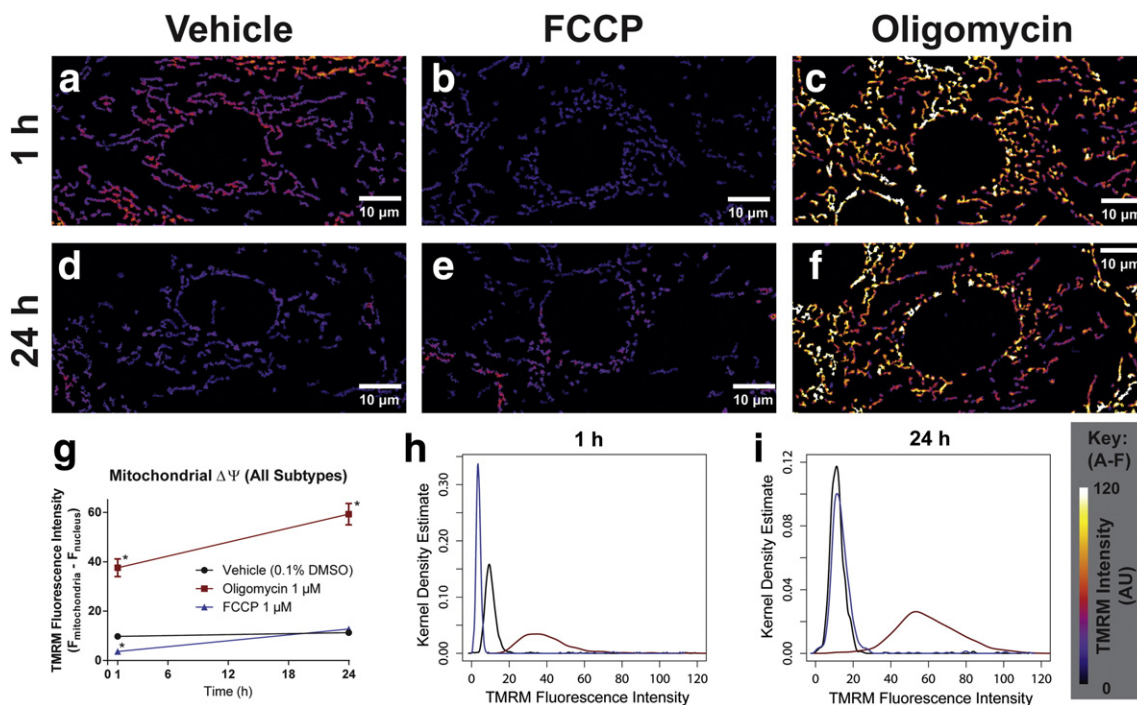 Vehicle
FCCP
Oligomycin
1 h
a
10 µm
b
10 µm
c
10 µm
24 h
d
10 µm
e
10 µm
f
10 µm
g
Mitochondrial ΔΨ (All Subtypes)
TMRM Fluorescence Intensity
(Fmitochondria - Fnucleus)
60
40
20
0
*
*
*
Vehicle (0.1% DMSO)
Oligomycin 1 µM
FCCP 1 µM
0 1 6 12 18 24
Time (h)
h
1 h
Kernel Density Estimate
0.30
0.20
0.10
0.00
0 20 40 60 80 100 120
TMRM Fluorescence Intensity
i
24 h
Kernel Density Estimate
0.12
0.08
0.04
0.00
0 20 40 60 80 100 120
TMRM Fluorescence Intensity
Key:
(A-F)
120
TMRM Intensity
(AU)
0